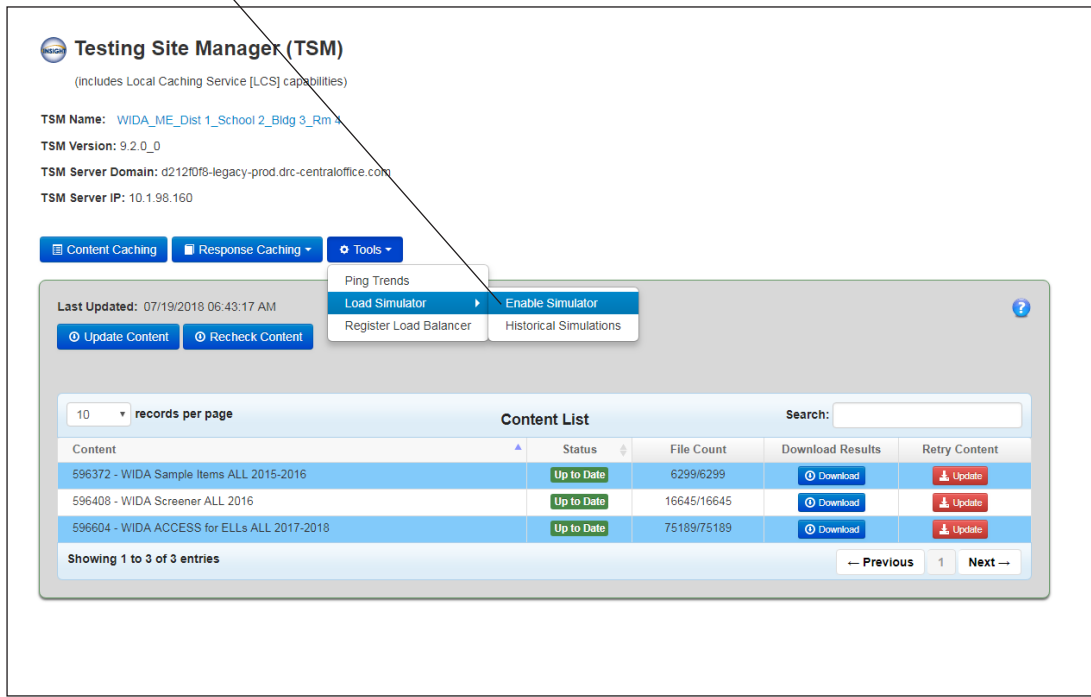 INSIGHT Testing Site Manager (TSM)
(includes Local Caching Service [LCS] capabilities)
TSM Name: WIDA_ME_Dist 1_School 2_Bldg 3_Rm 4
TSM Version: 9.2.0_0
TSM Server Domain: d212f0f8-legacy-prod.drc-centraloffice.com
TSM Server IP: 10.1.98.160
Content Caching Response Caching Tools
Ping Trends
Last Updated: 07/19/2018 06:43:17 AM Load Simulator Enable Simulator ?
Register Load Balancer Historical Simulations
Update Content Recheck Content
10 records per page Content List Search:
Content Status File Count Download Results Retry Content
596372 - WIDA Sample Items ALL 2015-2016 Up to Date 6299/6299 Download Update
596408 - WIDA Screener ALL 2016 Up to Date 16645/16645 Download Update
596604 - WIDA ACCESS for ELLs ALL 2017-2018 Up to Date 75189/75189 Download Update
Showing 1 to 3 of 3 entries ← Previous 1 Next →